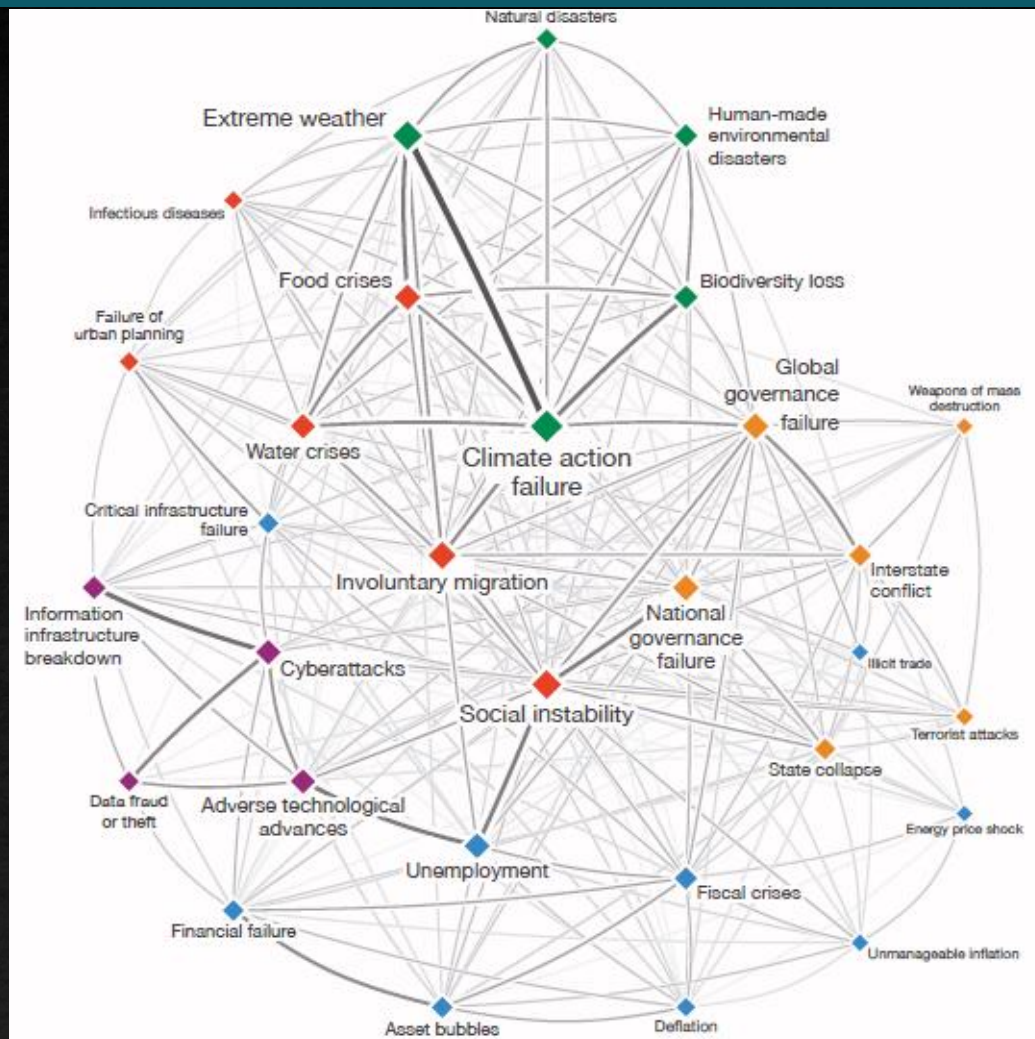 Natural disasters
Extreme weather
Human-made
environmental
disasters
Infectious diseases
Food crises
Biodiversity loss
Failure of
urban planning
Global
governance
failure
Weapons of mass
destruction
Water crises
Climate action
failure
Critical infrastructure
failure
Involuntary migration
Interstate
conflict
Information
infrastructure
breakdown
National
governance
failure
Cyberattacks
Illicit trade
Social instability
Terrorist attacks
State collapse
Data fraud
or theft
Adverse technological
advances
Energy price shock
Unemployment
Fiscal crises
Financial failure
Unmanageable inflation
Asset bubbles
Deflation